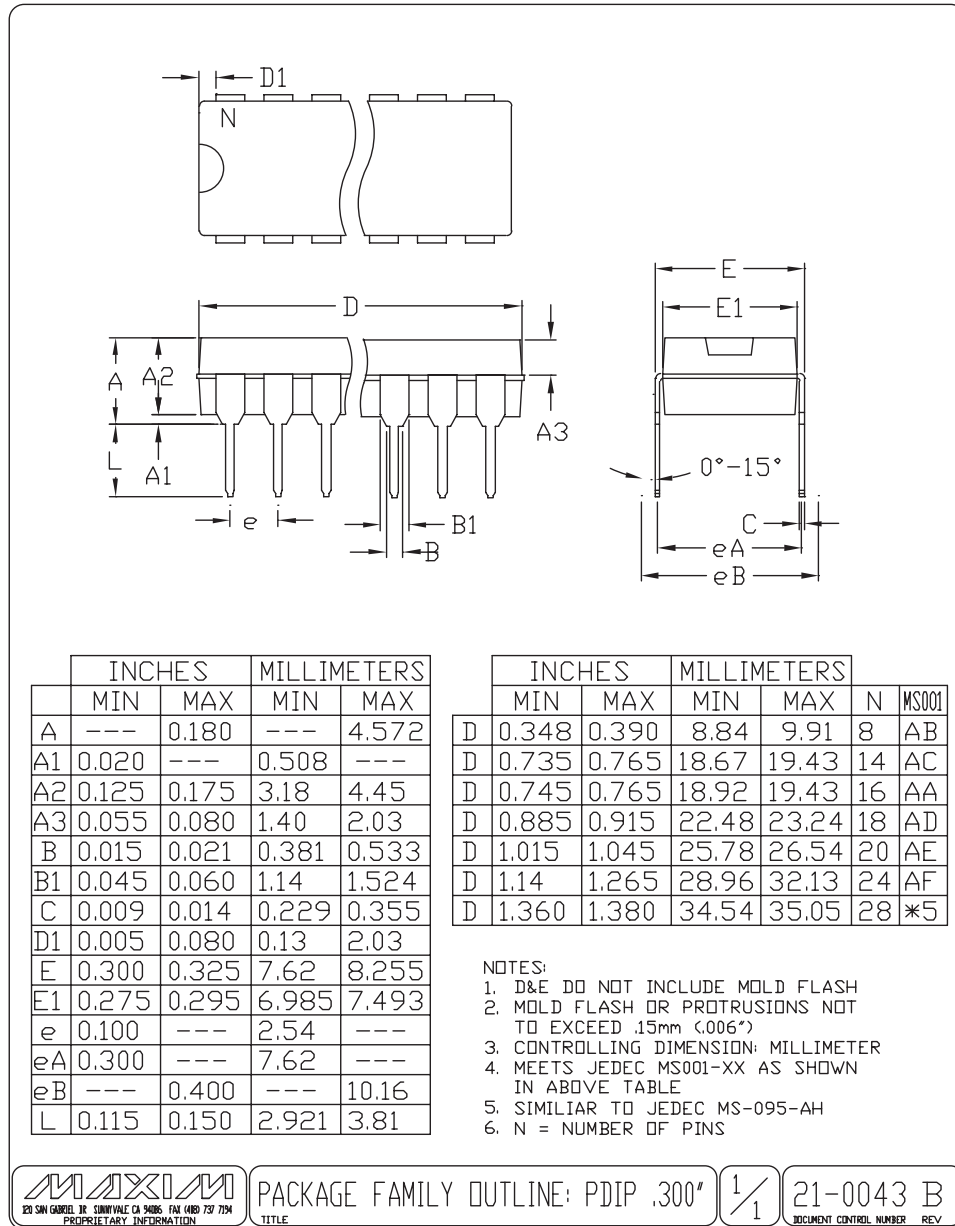 D1
N
E
E1
D
A
A2
A3
L
A1
0°-15°
e
B1
B
C
eA
eB
INCHES MILLIMETERS
MIN MAX MIN MAX
A --- 0.180 --- 4.572
A1 0.020 --- 0.508 ---
A2 0.125 0.175 3.18 4.45
A3 0.055 0.080 1.40 2.03
B 0.015 0.021 0.381 0.533
B1 0.045 0.060 1.14 1.524
C 0.009 0.014 0.229 0.355
D1 0.005 0.080 0.13 2.03
E 0.300 0.325 7.62 8.255
E1 0.275 0.295 6.985 7.493
e 0.100 --- 2.54 ---
eA 0.300 --- 7.62 ---
eB --- 0.400 --- 10.16
L 0.115 0.150 2.921 3.81
INCHES MILLIMETERS
MIN MAX MIN MAX N MS001
D 0.348 0.390 8.84 9.91 8 AB
D 0.735 0.765 18.67 19.43 14 AC
D 0.745 0.765 18.92 19.43 16 AA
D 0.885 0.915 22.48 23.24 18 AD
D 1.015 1.045 25.78 26.54 20 AE
D 1.14 1.265 28.96 32.13 24 AF
D 1.360 1.380 34.54 35.05 28 *5
NOTES:
1. D&E DO NOT INCLUDE MOLD FLASH
2. MOLD FLASH OR PROTRUSIONS NOT
TO EXCEED .15mm (.006")
3. CONTROLLING DIMENSION: MILLIMETER
4. MEETS JEDEC MS001-XX AS SHOWN
IN ABOVE TABLE
5. SIMILIAR TO JEDEC MS-095-AH
6. N = NUMBER OF PINS
MAXIM
120 SAN GABRIEL DR SUNNYVALE CA 94086 FAX (408) 737 7194
PROPRIETARY INFORMATION
PACKAGE FAMILY OUTLINE: PDIP .300"
TITLE
1/1
21-0043 B
DOCUMENT CONTROL NUMBER REV